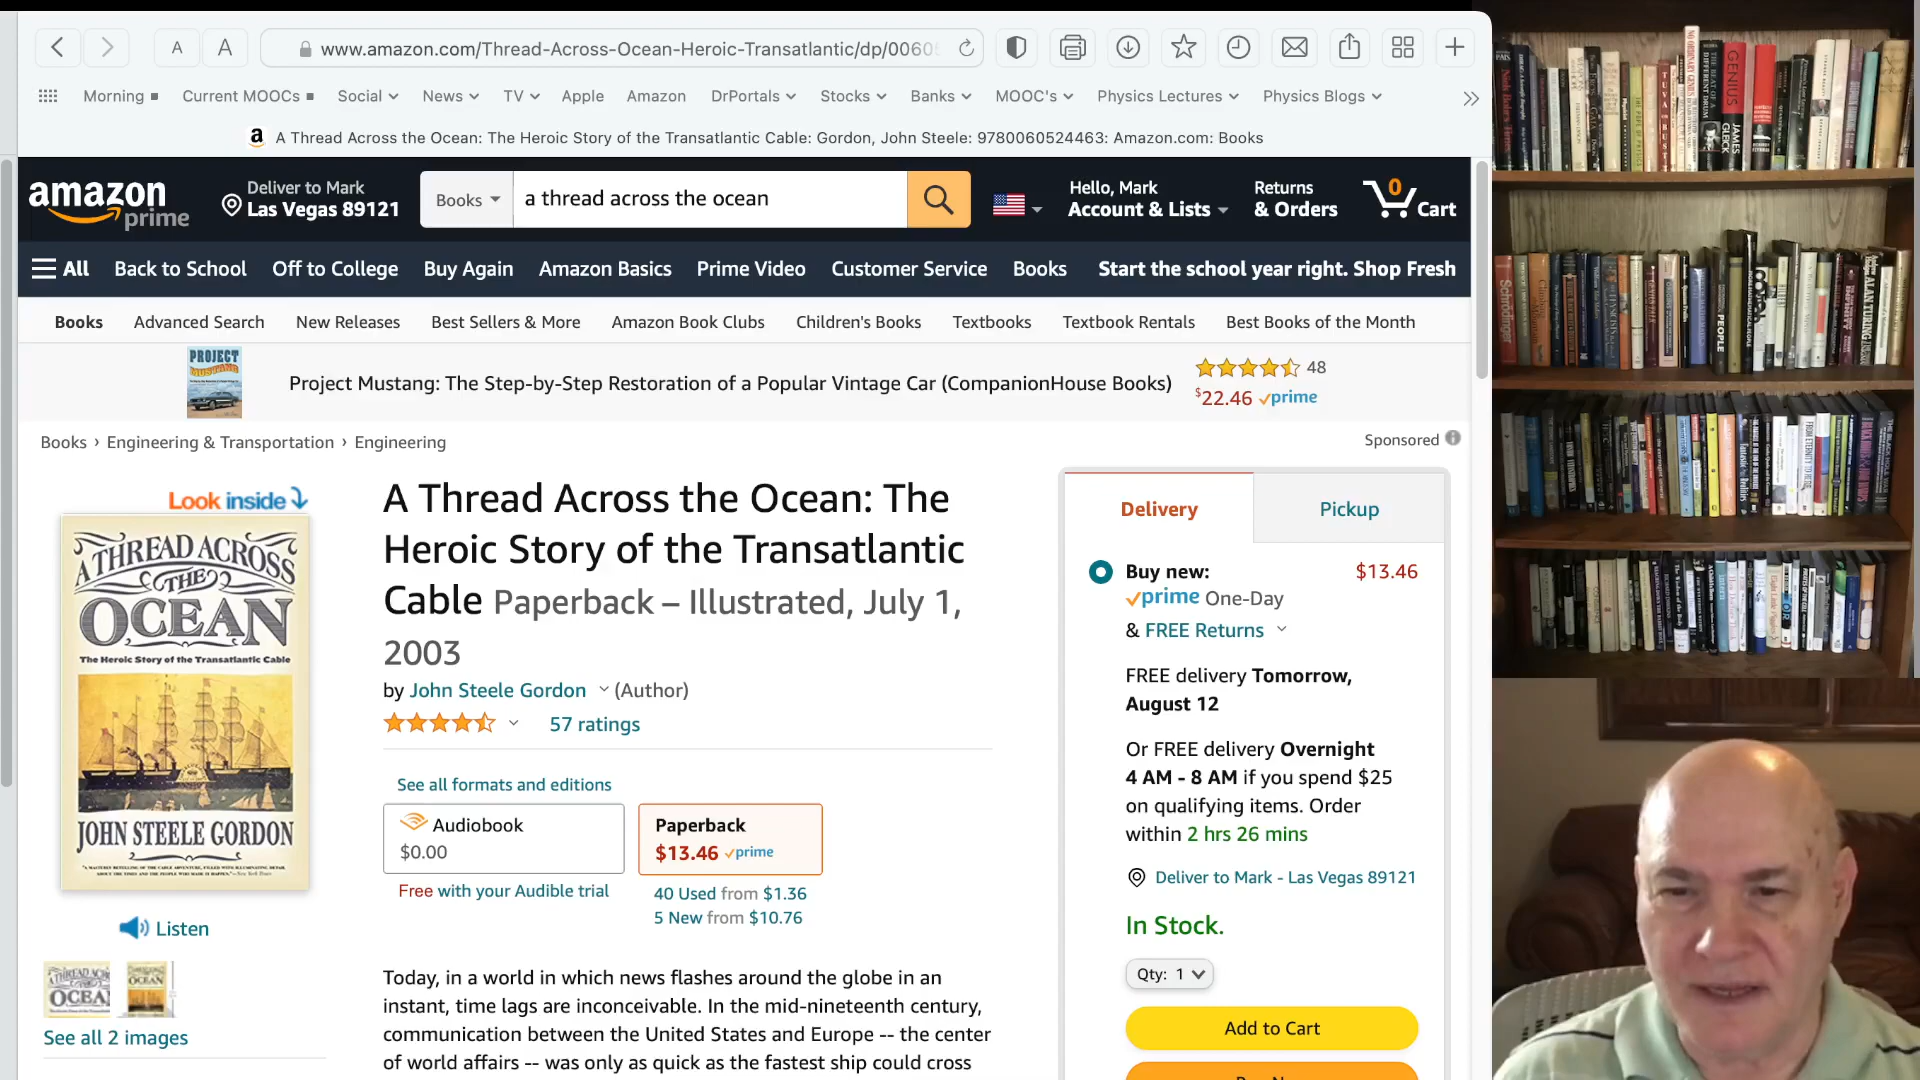 A A www.amazon.com/Thread-Across-Ocean-Heroic-Transatlantic/dp/0060
Morning Current MOOCs Social News TV Apple Amazon DrPortals Stocks Banks MOOC's Physics Lectures Physics Blogs
a A Thread Across the Ocean: The Heroic Story of the Transatlantic Cable: Gordon, John Steele: 9780060524463: Amazon.com: Books
amazon prime
Deliver to Mark
Las Vegas 89121
Books
a thread across the ocean
Hello, Mark
Account & Lists
Returns
& Orders
0
Cart
All Back to School Off to College Buy Again Amazon Basics Prime Video Customer Service Books Start the school year right. Shop Fresh
Books Advanced Search New Releases Best Sellers & More Amazon Book Clubs Children's Books Textbooks Textbook Rentals Best Books of the Month
PROJECT
MUSTANG
Project Mustang: The Step-by-Step Restoration of a Popular Vintage Car (CompanionHouse Books)
48
$22.46 prime
Books › Engineering & Transportation › Engineering
Sponsored
Look inside
A THREAD ACROSS
THE
OCEAN
The Heroic Story of the Transatlantic Cable
JOHN STEELE GORDON
Listen
See all 2 images
A Thread Across the Ocean: The
Heroic Story of the Transatlantic
Cable Paperback – Illustrated, July 1,
2003
by John Steele Gordon (Author)
57 ratings
See all formats and editions
Audiobook
$0.00
Free with your Audible trial
Paperback
$13.46 prime
40 Used from $1.36
5 New from $10.76
Today, in a world in which news flashes around the globe in an
instant, time lags are inconceivable. In the mid-nineteenth century,
communication between the United States and Europe -- the center
of world affairs -- was only as quick as the fastest ship could cross
Delivery
Pickup
Buy new: $13.46
prime One-Day
& FREE Returns
FREE delivery Tomorrow,
August 12
Or FREE delivery Overnight
4 AM - 8 AM if you spend $25
on qualifying items. Order
within 2 hrs 26 mins
Deliver to Mark - Las Vegas 89121
In Stock.
Qty: 1
Add to Cart
GENIUS
JAMES
GLEICK
Schrödinger
PEOPLE
ALAN TURING